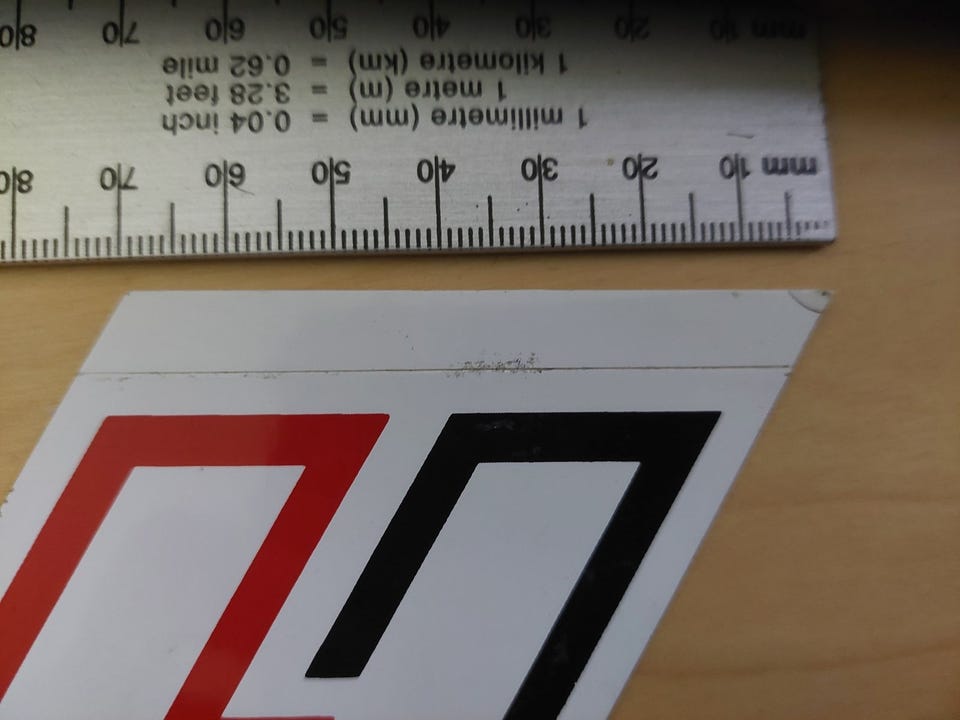 mm 10 20 30 40 50 60 70 80
1 millimetre (mm) = 0.04 inch
1 metre (m) = 3.28 feet
1 kilometre (km) = 0.62 mile
mm 10 20 30 40 50 60 70 80